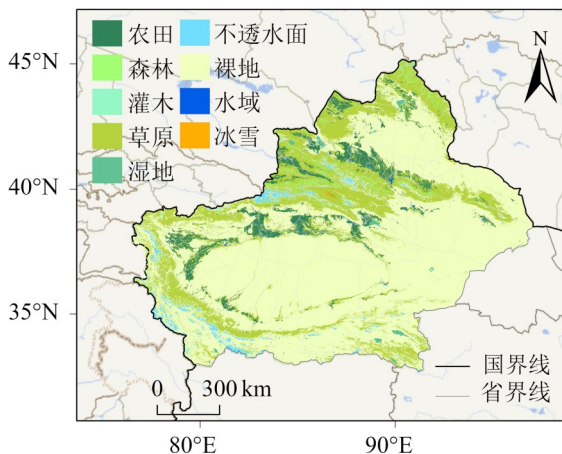 45°N
40°N
35°N
农田 不透水面
森林 裸地
灌木 水域
草原 冰雪
湿地
N
国界线
省界线
0 300 km
80°E 90°E